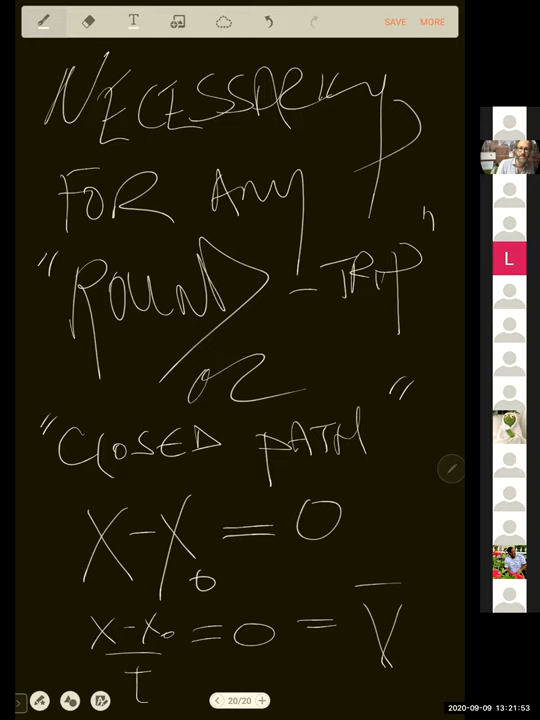 SAVE MORE
NECESSARY
FOR ANY
"ROUND-TRIP"
OR
"CLOSED PATH"
X-X₀ = 0
L
x-x₀/t = 0 = V̅
20/20
2020-09-09 13:21:53